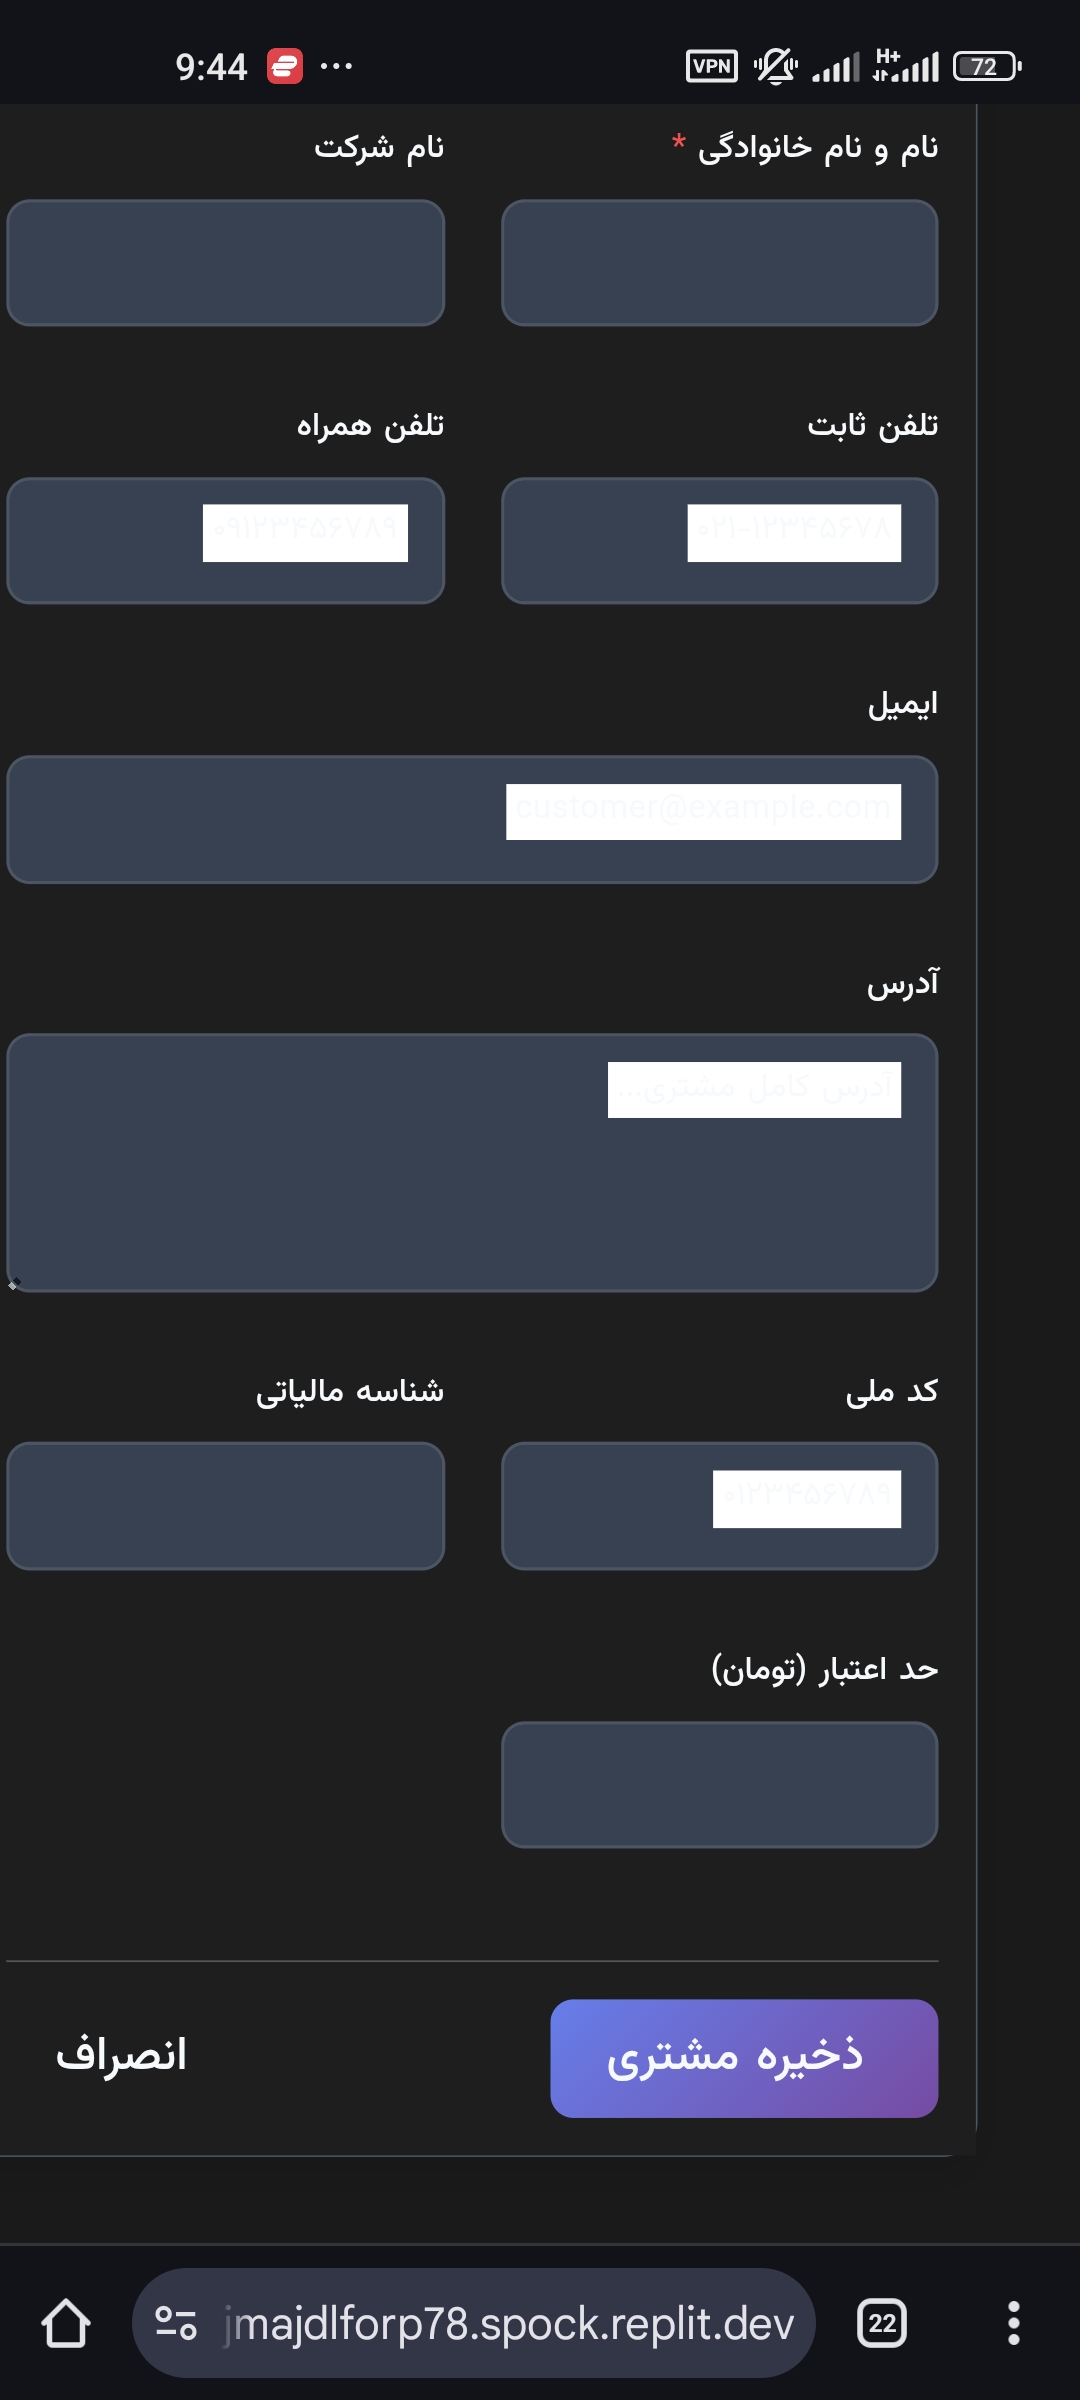 9:44 ... VPN H+ 72
نام و نام خانوادگی *
نام شرکت
تلفن ثابت
تلفن همراه
۰۲۱-۱۲۳۴۵۶۷۸
۰۹۱۲۳۴۵۶۷۸۹
ایمیل
customer@example.com
آدرس
آدرس کامل مشتری...
کد ملی
شناسه مالیاتی
۰۱۲۳۴۵۶۷۸۹
حد اعتبار (تومان)
ذخیره مشتری
انصراف
jmajdlforp78.spock.replit.dev
22